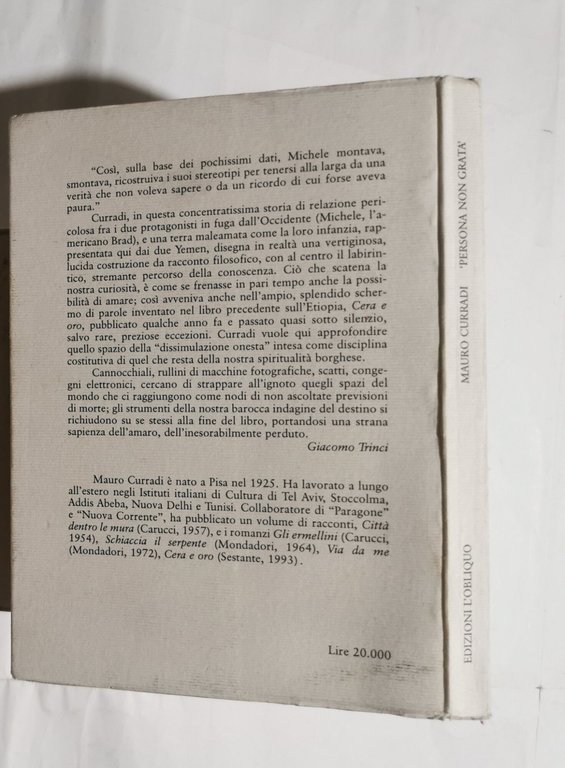 “Così, sulla base dei pochissimi dati, Michele montava,
smontava, ricostruiva i suoi stereotipi per tenersi alla larga da una
verità che non voleva sapere o da un ricordo di cui forse aveva
paura.”
Curradi, in questa concentratissima storia di relazione peri-
colosa fra i due protagonisti in fuga dall'Occidente (Michele, l'a-
mericano Brad), e una terra maleamata come la loro infanzia, rap-
presentata qui dai due Yemen, disegna in realtà una vertiginosa,
lucida costruzione da racconto filosofico, con al centro il labirin-
tico, stremante percorso della conoscenza. Ciò che scatena la
nostra curiosità, è come se frenasse in pari tempo anche la possi-
bilità di amare; così avveniva anche nell'ampio, splendido scher-
mo di parole inventato nel libro precedente sull'Etiopia, Cera e
oro, pubblicato qualche anno fa e passato quasi sotto silenzio,
salvo rare, preziose eccezioni. Curradi vuole qui approfondire
quello spazio della “dissimulazione onesta” intesa come disciplina
costitutiva di quel che resta della nostra spiritualità borghese.
Cannocchiali, rullini di macchine fotografiche, scatti, conge-
gni elettronici, cercano di strappare all'ignoto quegli spazi del
mondo che ci raggiungono come nodi di non ascoltate previsioni
di morte; gli strumenti della nostra barocca indagine del destino si
richiudono su se stessi alla fine del libro, portandosi una strana
sapienza dell'amaro, dell'inesorabilmente perduto.
Giacomo Trinci
Mauro Curradi è nato a Pisa nel 1925. Ha lavorato a lungo
all'estero negli Istituti italiani di Cultura di Tel Aviv, Stoccolma,
Addis Abeba, Nuova Delhi e Tunisi. Collaboratore di “Paragone”
e “Nuova Corrente”, ha pubblicato un volume di racconti, Città
dentro le mura (Carucci, 1957), e i romanzi Gli ermellini (Carucci,
1954), Schiaccia il serpente (Mondadori, 1964), Via da me
(Mondadori, 1972), Cera e oro (Sestante, 1993).
Lire 20.000
EDIZIONI L'OBLIQUO MAURO CURRADI 'PERSONA NON GRATA'